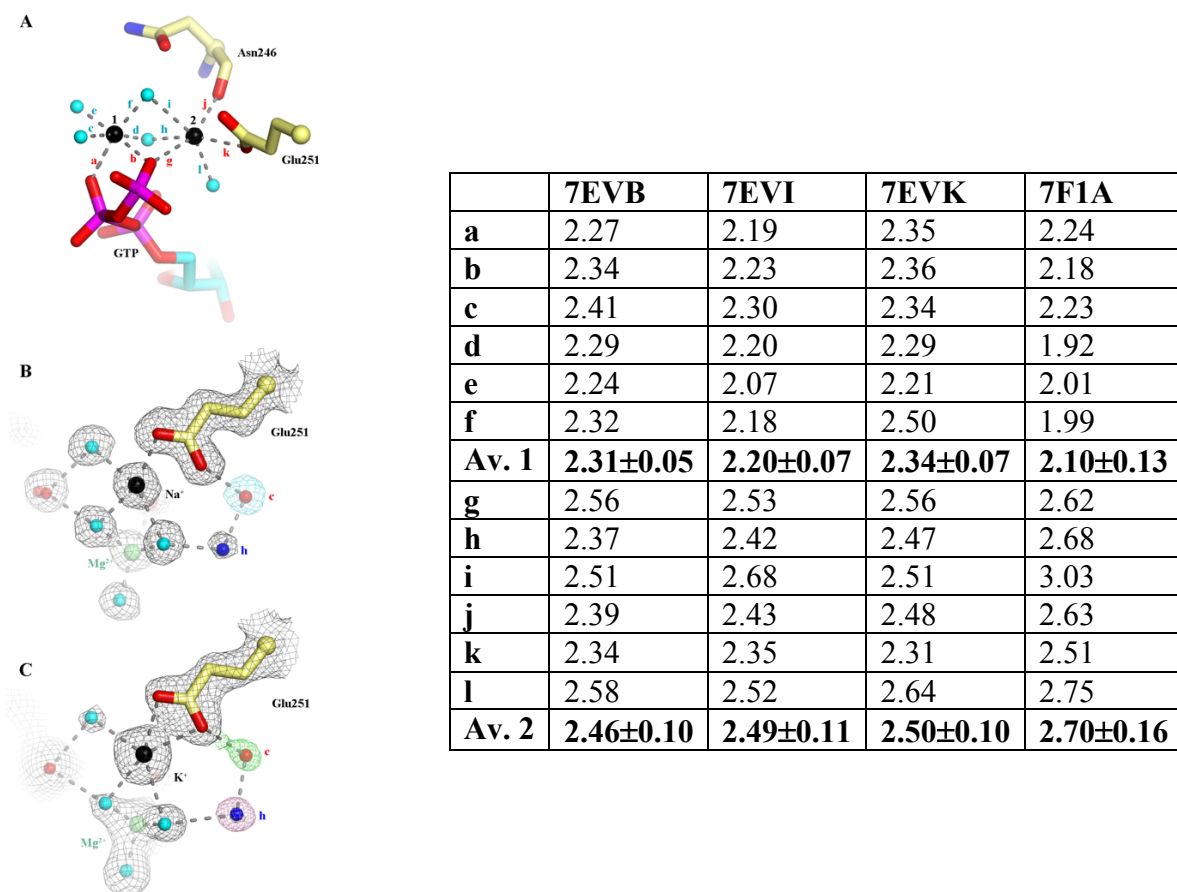 A
Asn246
f
i
j
e
1
2
c
d
h
a
b
g
k
Glu251
l
GTP
B
Glu251
Na⁺
c
h
Mg²⁺
C
Glu251
c
K⁺
h
Mg²⁺
7EVB 7EVI 7EVK 7F1A
a 2.27 2.19 2.35 2.24
b 2.34 2.23 2.36 2.18
c 2.41 2.30 2.34 2.23
d 2.29 2.20 2.29 1.92
e 2.24 2.07 2.21 2.01
f 2.32 2.18 2.50 1.99
Av. 1 2.31±0.05 2.20±0.07 2.34±0.07 2.10±0.13
g 2.56 2.53 2.56 2.62
h 2.37 2.42 2.47 2.68
i 2.51 2.68 2.51 3.03
j 2.39 2.43 2.48 2.63
k 2.34 2.35 2.31 2.51
l 2.58 2.52 2.64 2.75
Av. 2 2.46±0.10 2.49±0.11 2.50±0.10 2.70±0.16